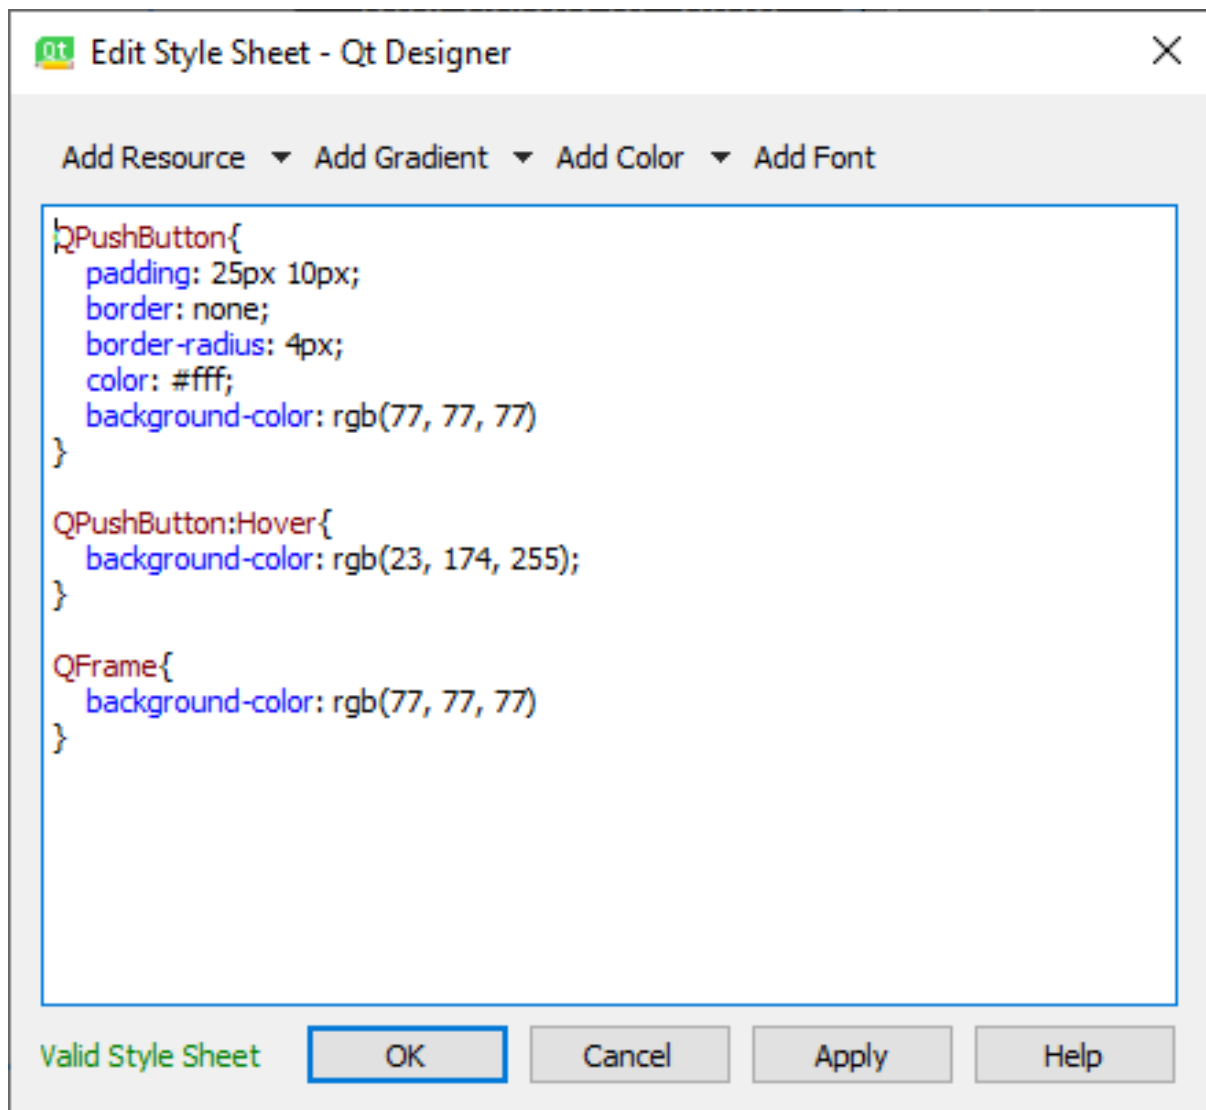 Qt Edit Style Sheet - Qt Designer
Add Resource Add Gradient Add Color Add Font
QPushButton{
padding: 25px 10px;
border: none;
border-radius: 4px;
color: #fff;
background-color: rgb(77, 77, 77)
}
QPushButton:Hover{
background-color: rgb(23, 174, 255);
}
QFrame{
background-color: rgb(77, 77, 77)
}
Valid Style Sheet OK Cancel Apply Help